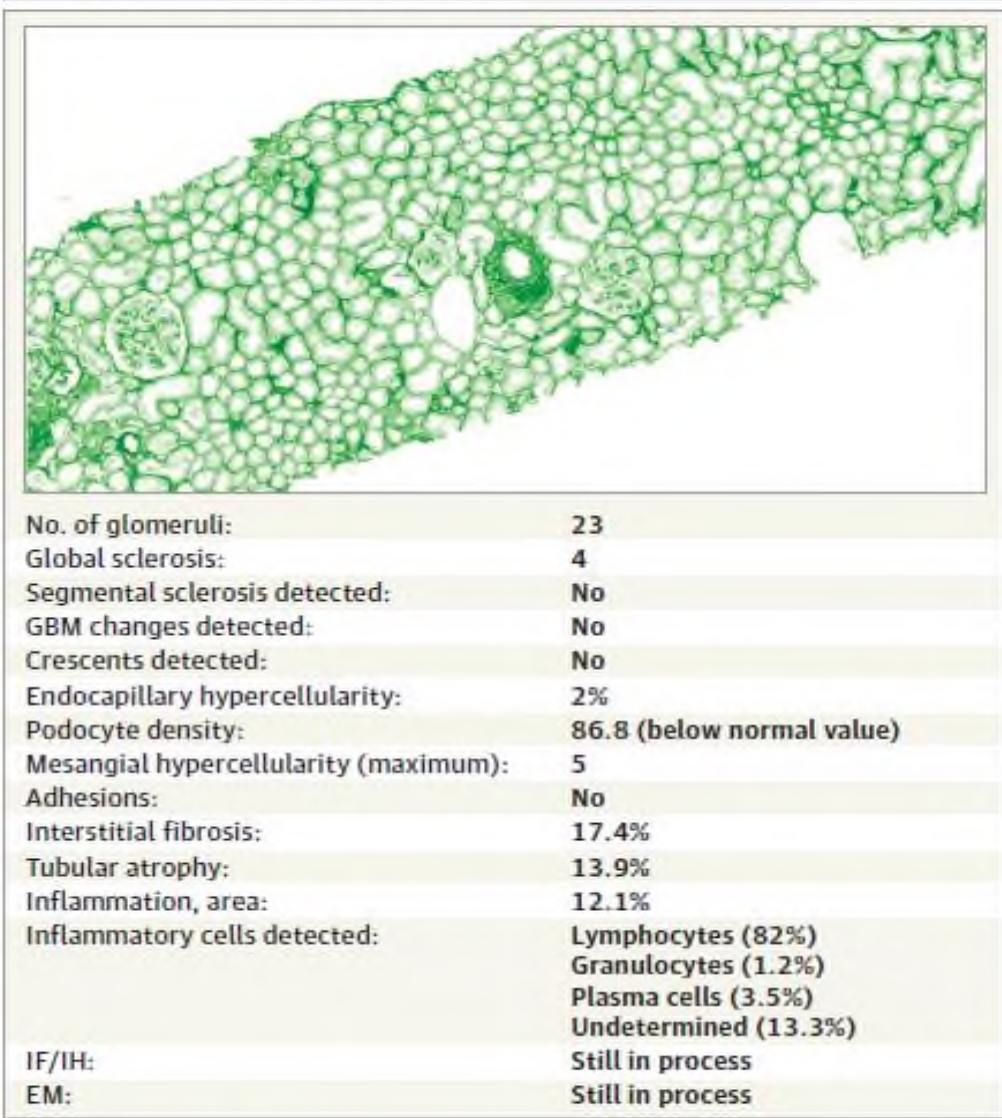 No. of glomeruli: 23
Global sclerosis: 4
Segmental sclerosis detected: No
GBM changes detected: No
Crescents detected: No
Endocapillary hypercellularity: 2%
Podocyte density: 86.8 (below normal value)
Mesangial hypercellularity (maximum): 5
Adhesions: No
Interstitial fibrosis: 17.4%
Tubular atrophy: 13.9%
Inflammation, area: 12.1%
Inflammatory cells detected: Lymphocytes (82%)
Granulocytes (1.2%)
Plasma cells (3.5%)
Undetermined (13.3%)
IF/IH: Still in process
EM: Still in process